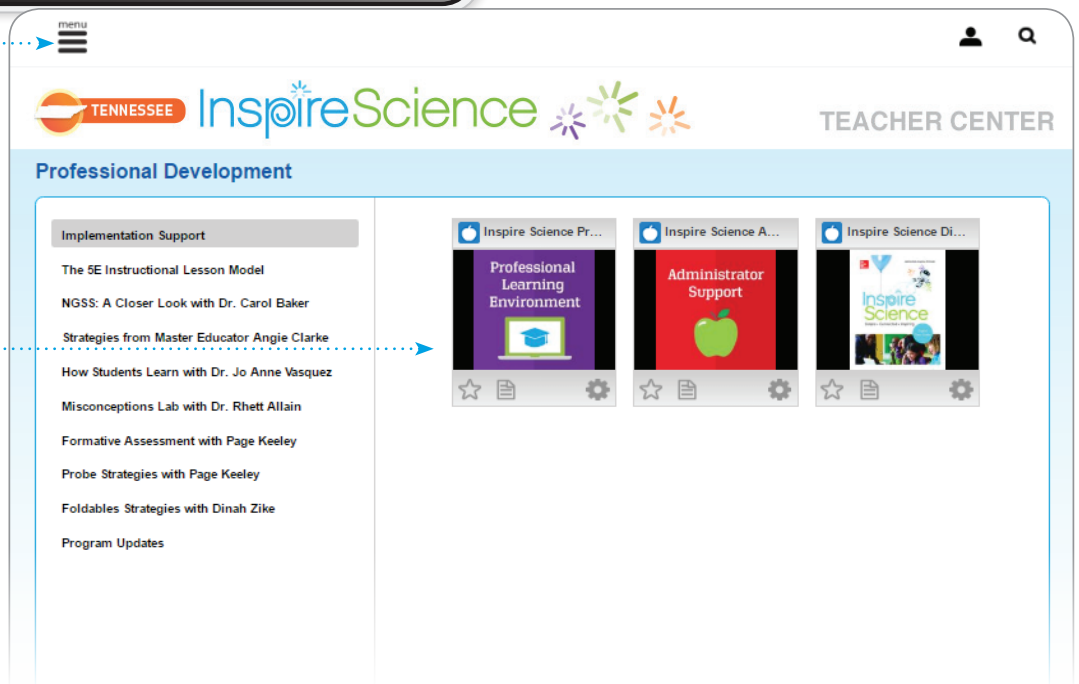 menu
TENNESSEE InspireScience
TEACHER CENTER
Professional Development
Implementation Support
The 5E Instructional Lesson Model
NGSS: A Closer Look with Dr. Carol Baker
Strategies from Master Educator Angie Clarke
How Students Learn with Dr. Jo Anne Vasquez
Misconceptions Lab with Dr. Rhett Allain
Formative Assessment with Page Keeley
Probe Strategies with Page Keeley
Foldables Strategies with Dinah Zike
Program Updates
Inspire Science Pr...
Professional
Learning
Environment
Inspire Science A...
Administrator
Support
Inspire Science Di...
Inspire
Science